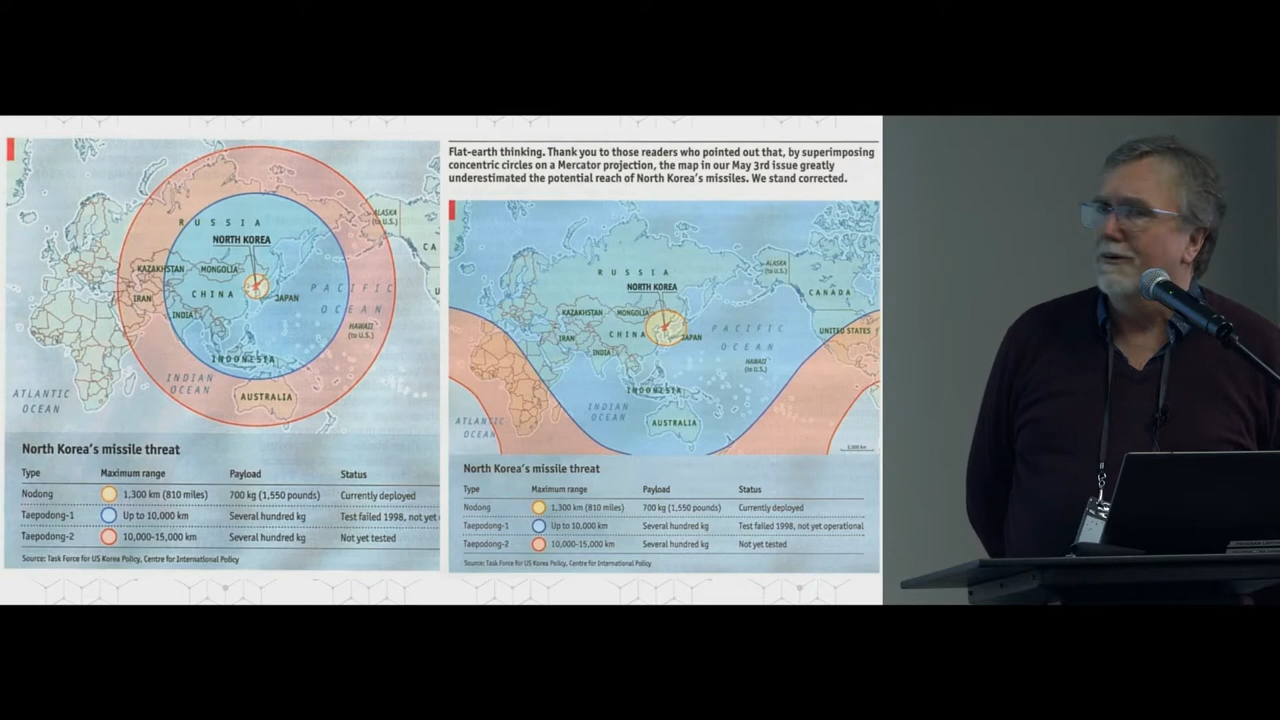 RUSSIA
ALASKA
(to U.S.)
NORTH KOREA
CA
KAZAKHSTAN
MONGOLIA
PACIFIC
OCEAN
IRAN
CHINA
JAPAN
U
INDIA
HAWAII
(to U.S.)
INDONESIA
INDIAN
OCEAN
ATLANTIC
OCEAN
AUSTRALIA
North Korea's missile threat
Type Maximum range Payload Status
Nodong 1,300 km (810 miles) 700 kg (1,550 pounds) Currently deployed
Taepodong-1 Up to 10,000 km Several hundred kg Test failed 1998, not yet
Taepodong-2 10,000-15,000 km Several hundred kg Not yet tested
Source: Task Force for US Korea Policy, Centre for International Policy
Flat-earth thinking. Thank you to those readers who pointed out that, by superimposing
concentric circles on a Mercator projection, the map in our May 3rd issue greatly
underestimated the potential reach of North Korea's missiles. We stand corrected.
RUSSIA
ALASKA
(to U.S.)
NORTH KOREA
CANADA
KAZAKHSTAN
MONGOLIA
PACIFIC
OCEAN
UNITED STATES
IRAN
CHINA
JAPAN
INDIA
HAWAII
(to U.S.)
INDONESIA
INDIAN
OCEAN
ATLANTIC
OCEAN
AUSTRALIA
North Korea's missile threat
Type Maximum range Payload Status
Nodong 1,300 km (810 miles) 700 kg (1,550 pounds) Currently deployed
Taepodong-1 Up to 10,000 km Several hundred kg Test failed 1998, not yet operational
Taepodong-2 10,000-15,000 km Several hundred kg Not yet tested
Source: Task Force for US Korea Policy, Centre for International Policy